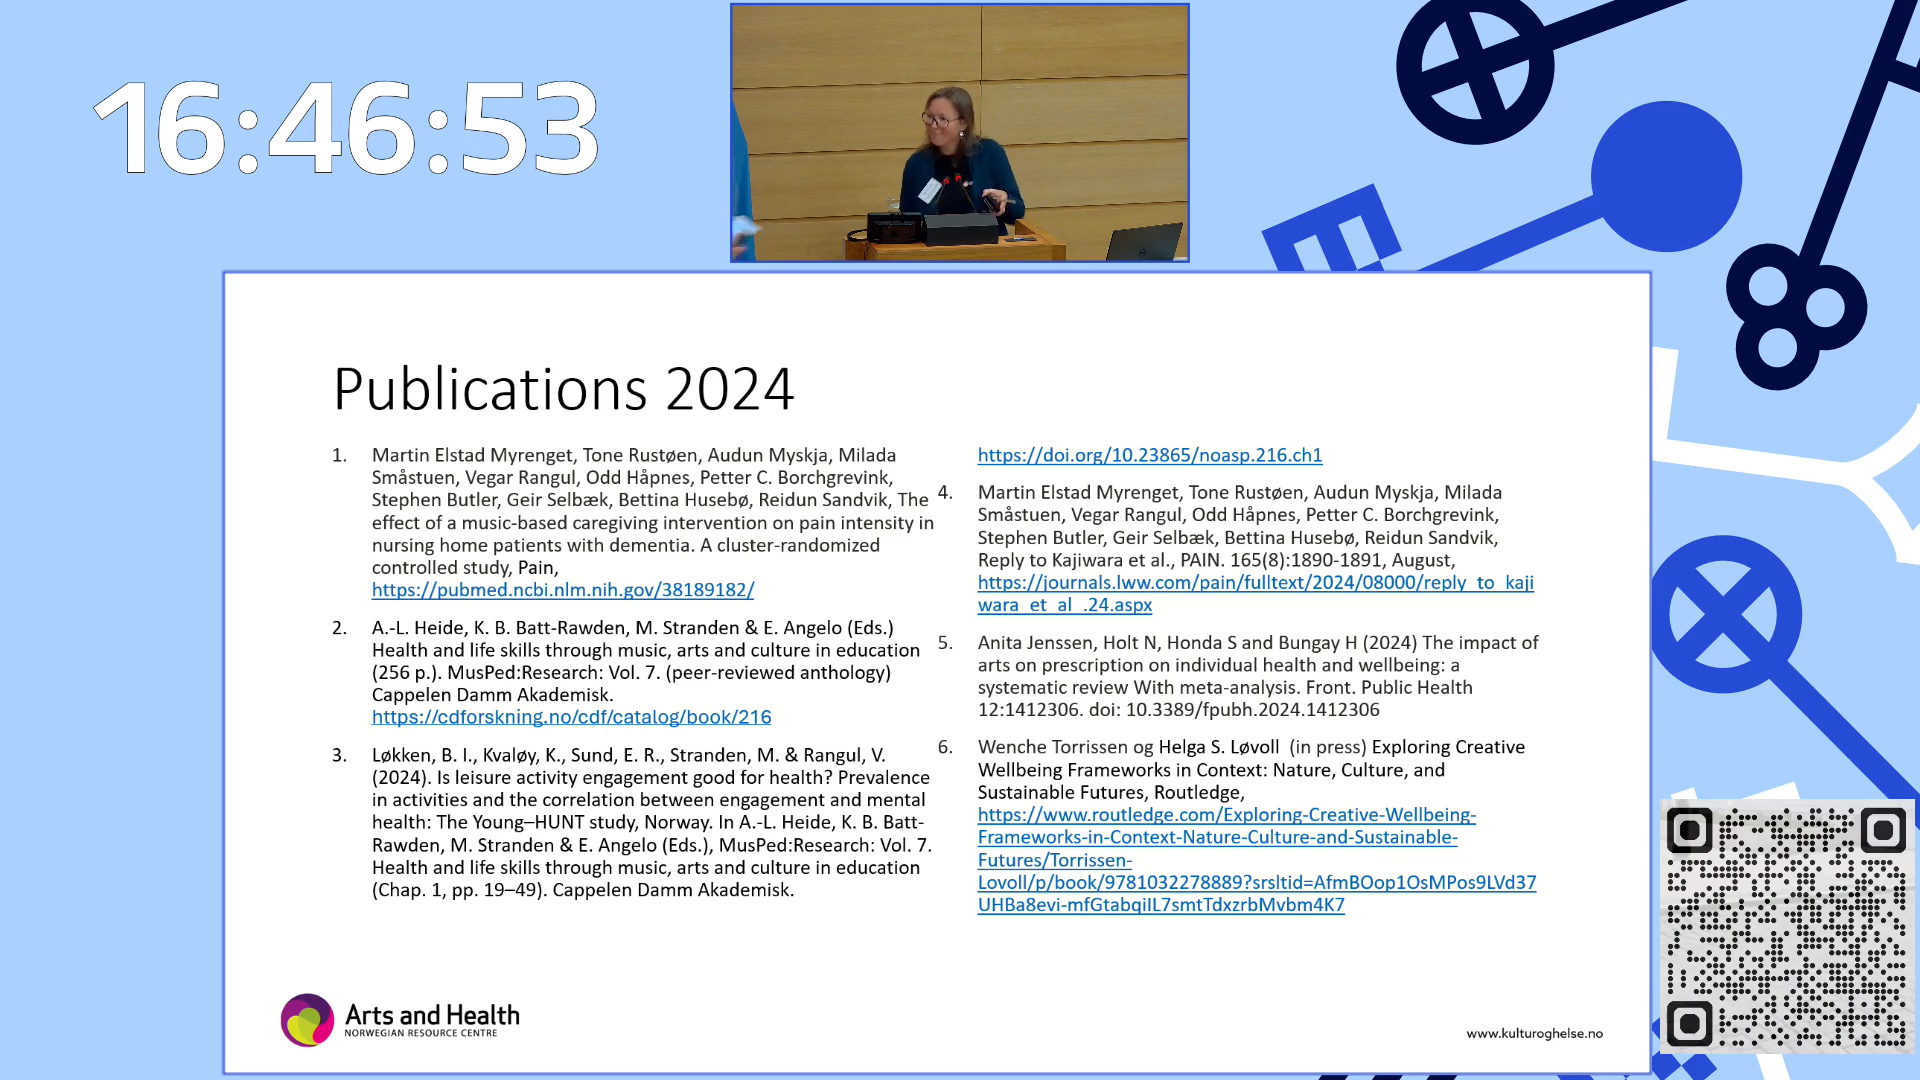 16:46:53
Publications 2024
1. Martin Elstad Myrenget, Tone Rustøen, Audun Myskja, Milada
Småstuen, Vegar Rangul, Odd Håpnes, Petter C. Borchgrevink,
Stephen Butler, Geir Selbæk, Bettina Husebø, Reidun Sandvik, The
effect of a music-based caregiving intervention on pain intensity in
nursing home patients with dementia. A cluster-randomized
controlled study, Pain,
https://pubmed.ncbi.nlm.nih.gov/38189182/
2. A.-L. Heide, K. B. Batt-Rawden, M. Stranden & E. Angelo (Eds.)
Health and life skills through music, arts and culture in education
(256 p.). MusPed:Research: Vol. 7. (peer-reviewed anthology)
Cappelen Damm Akademisk.
https://cdforskning.no/cdf/catalog/book/216
3. Løkken, B. I., Kvaløy, K., Sund, E. R., Stranden, M. & Rangul, V.
(2024). Is leisure activity engagement good for health? Prevalence
in activities and the correlation between engagement and mental
health: The Young–HUNT study, Norway. In A.-L. Heide, K. B. Batt-
Rawden, M. Stranden & E. Angelo (Eds.), MusPed:Research: Vol. 7.
Health and life skills through music, arts and culture in education
(Chap. 1, pp. 19–49). Cappelen Damm Akademisk.
https://doi.org/10.23865/noasp.216.ch1
4. Martin Elstad Myrenget, Tone Rustøen, Audun Myskja, Milada
Småstuen, Vegar Rangul, Odd Håpnes, Petter C. Borchgrevink,
Stephen Butler, Geir Selbæk, Bettina Husebø, Reidun Sandvik,
Reply to Kajiwara et al., PAIN. 165(8):1890-1891, August,
https://journals.lww.com/pain/fulltext/2024/08000/reply_to_kaji
wara_et_al_.24.aspx
5. Anita Jenssen, Holt N, Honda S and Bungay H (2024) The impact of
arts on prescription on individual health and wellbeing: a
systematic review With meta-analysis. Front. Public Health
12:1412306. doi: 10.3389/fpubh.2024.1412306
6. Wenche Torrissen og Helga S. Løvoll (in press) Exploring Creative
Wellbeing Frameworks in Context: Nature, Culture, and
Sustainable Futures, Routledge,
https://www.routledge.com/Exploring-Creative-Wellbeing-
Frameworks-in-Context-Nature-Culture-and-Sustainable-
Futures/Torrissen-
Lovoll/p/book/9781032278889?srsltid=AfmBOop1OsMPos9LVd37
UHBa8evi-mfGtabqiIL7smtTdxzrbMvbm4K7
Arts and Health
NORWEGIAN RESOURCE CENTRE
www.kulturoghelse.no